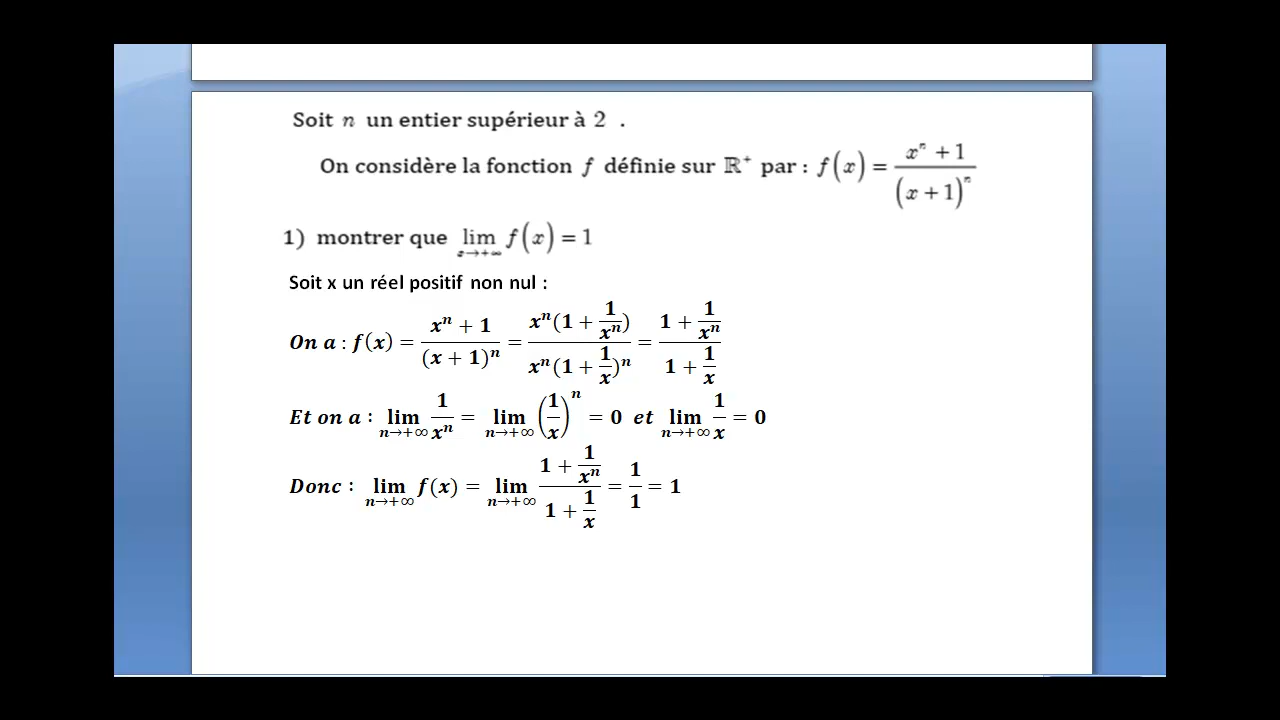 Soit n un entier supérieur à 2 .
On considère la fonction f définie sur ℝ⁺ par : f(x) = (xⁿ + 1)/(x + 1)ⁿ
1) montrer que lim_{x→+∞} f(x) = 1
Soit x un réel positif non nul :
On a : f(x) = (xⁿ + 1)/((x + 1)ⁿ) = (xⁿ(1 + 1/xⁿ))/(xⁿ(1 + 1/x)ⁿ) = (1 + 1/xⁿ)/(1 + 1/x)
Et on a : lim_{n→+∞} 1/xⁿ = lim_{n→+∞} (1/x)ⁿ = 0 et lim_{n→+∞} 1/x = 0
Donc : lim_{n→+∞} f(x) = lim_{n→+∞} (1 + 1/xⁿ)/(1 + 1/x) = 1/1 = 1